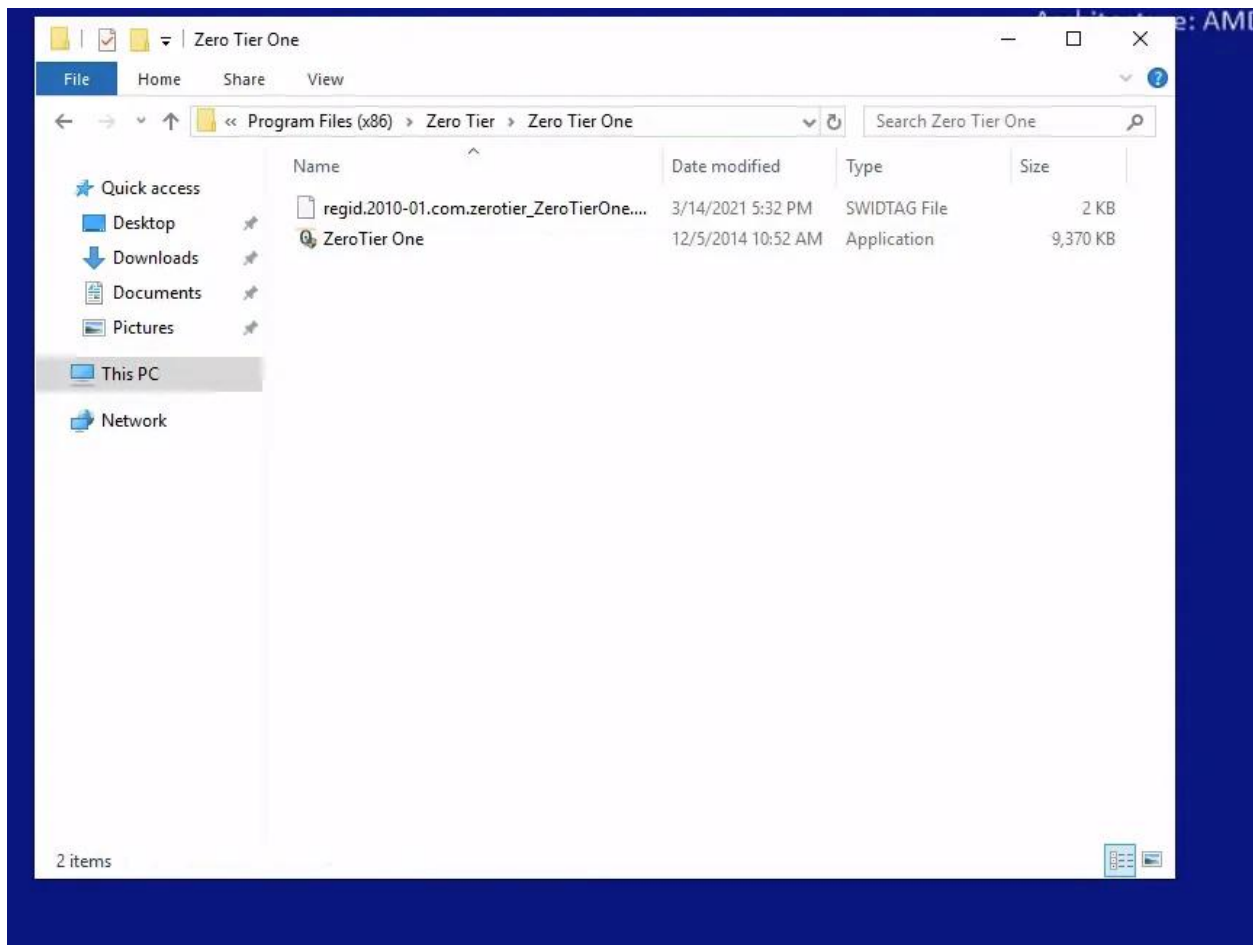 Zero Tier One
e: AME
File Home Share View
« Program Files (x86) › Zero Tier › Zero Tier One Search Zero Tier One
Name Date modified Type Size
Quick access
Desktop
Downloads
Documents
Pictures
This PC
Network
regid.2010-01.com.zerotier_ZeroTierOne.... 3/14/2021 5:32 PM SWIDTAG File 2 KB
ZeroTier One 12/5/2014 10:52 AM Application 9,370 KB
2 items